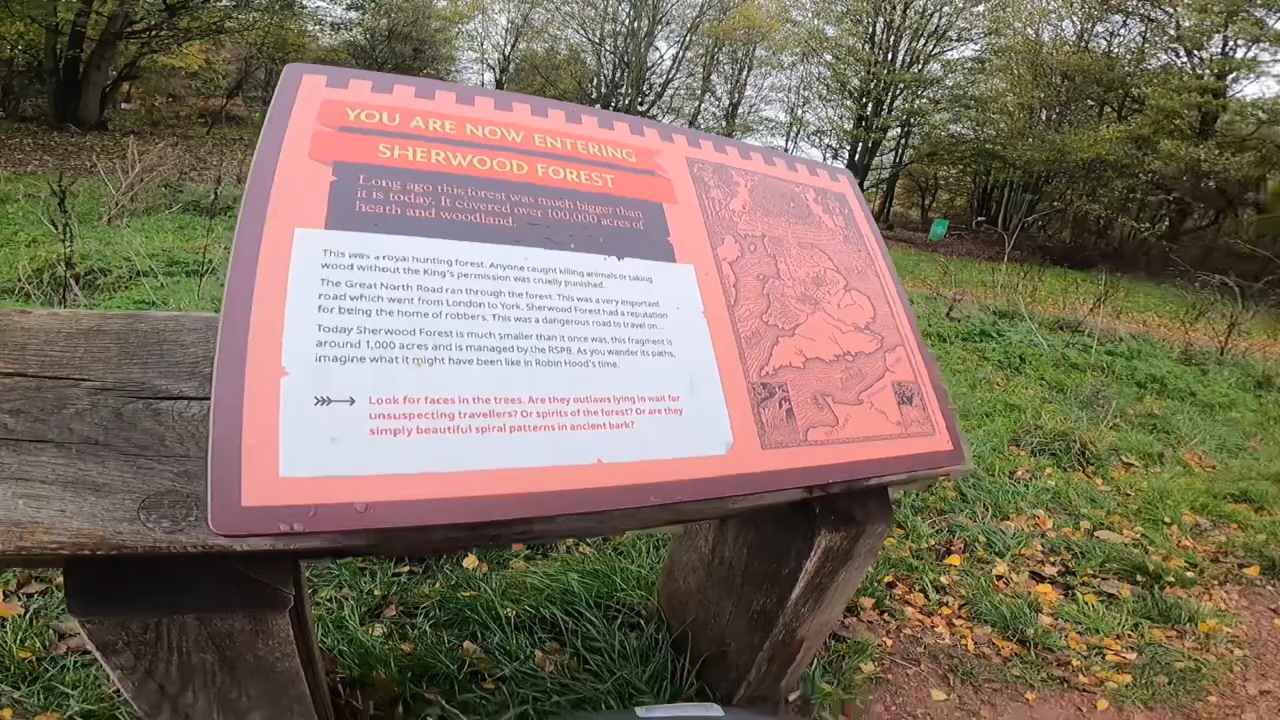 YOU ARE NOW ENTERING
SHERWOOD FOREST
Long ago this forest was much bigger than
it is today. It covered over 100,000 acres of
heath and woodland.
This was a royal hunting forest. Anyone caught killing animals or taking
wood without the King's permission was cruelly punished.
The Great North Road ran through the forest. This was a very important
road which went from London to York. Sherwood Forest had a reputation
for being the home of robbers. This was a dangerous road to travel on...
Today Sherwood Forest is much smaller than it once was, this fragment is
around 1,000 acres and is managed by the RSPB. As you wander its paths,
imagine what it might have been like in Robin Hood's time.
Look for faces in the trees. Are they outlaws lying in wait for
unsuspecting travellers? Or spirits of the forest? Or are they
simply beautiful spiral patterns in ancient bark?